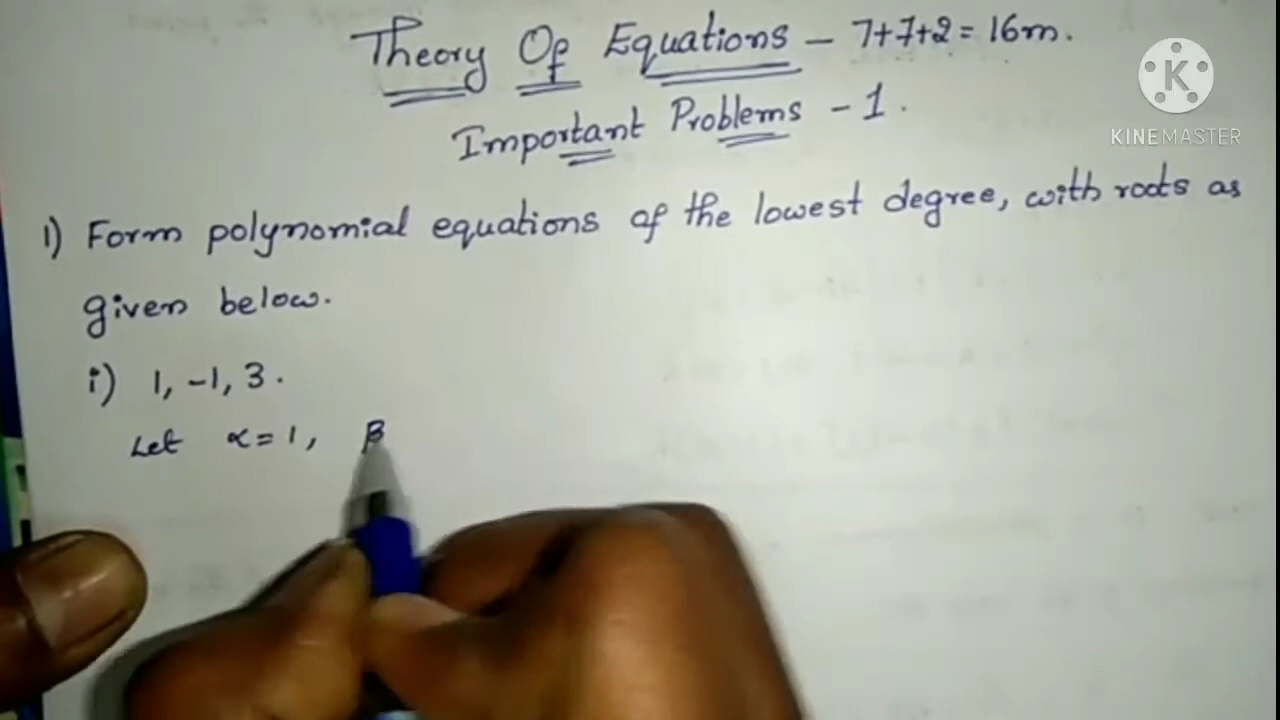 Theory Of Equations - 7+7+2 = 16m.
Important Problems - 1.
K
KINEMASTER
1) Form polynomial equations of the lowest degree, with roots as
given below.
i) 1, -1, 3.
Let α = 1, β